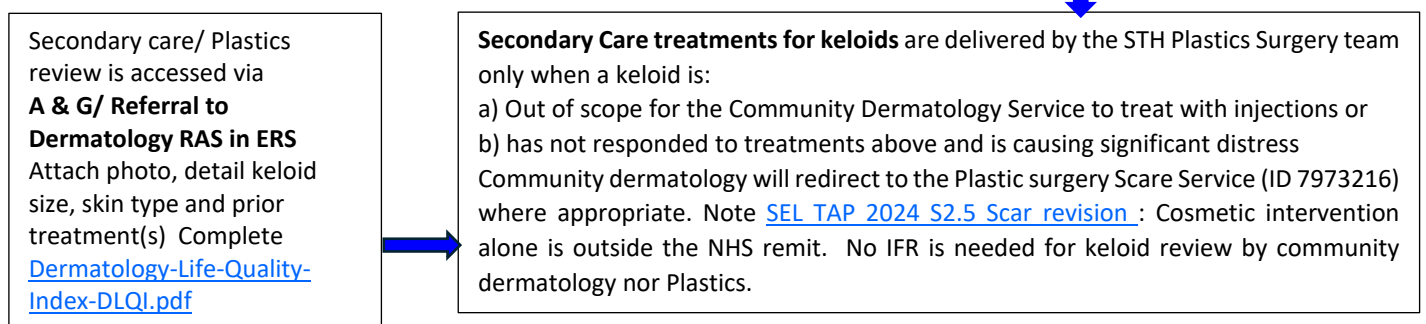 Secondary care/ Plastics
review is accessed via
A & G/ Referral to
Dermatology RAS in ERS
Attach photo, detail keloid
size, skin type and prior
treatment(s) Complete
Dermatology-Life-Quality-
Index-DLQI.pdf
Secondary Care treatments for keloids are delivered by the STH Plastics Surgery team
only when a keloid is:
a) Out of scope for the Community Dermatology Service to treat with injections or
b) has not responded to treatments above and is causing significant distress
Community dermatology will redirect to the Plastic surgery Scare Service (ID 7973216)
where appropriate. Note SEL TAP 2024 S2.5 Scar revision : Cosmetic intervention
alone is outside the NHS remit. No IFR is needed for keloid review by community
dermatology nor Plastics.